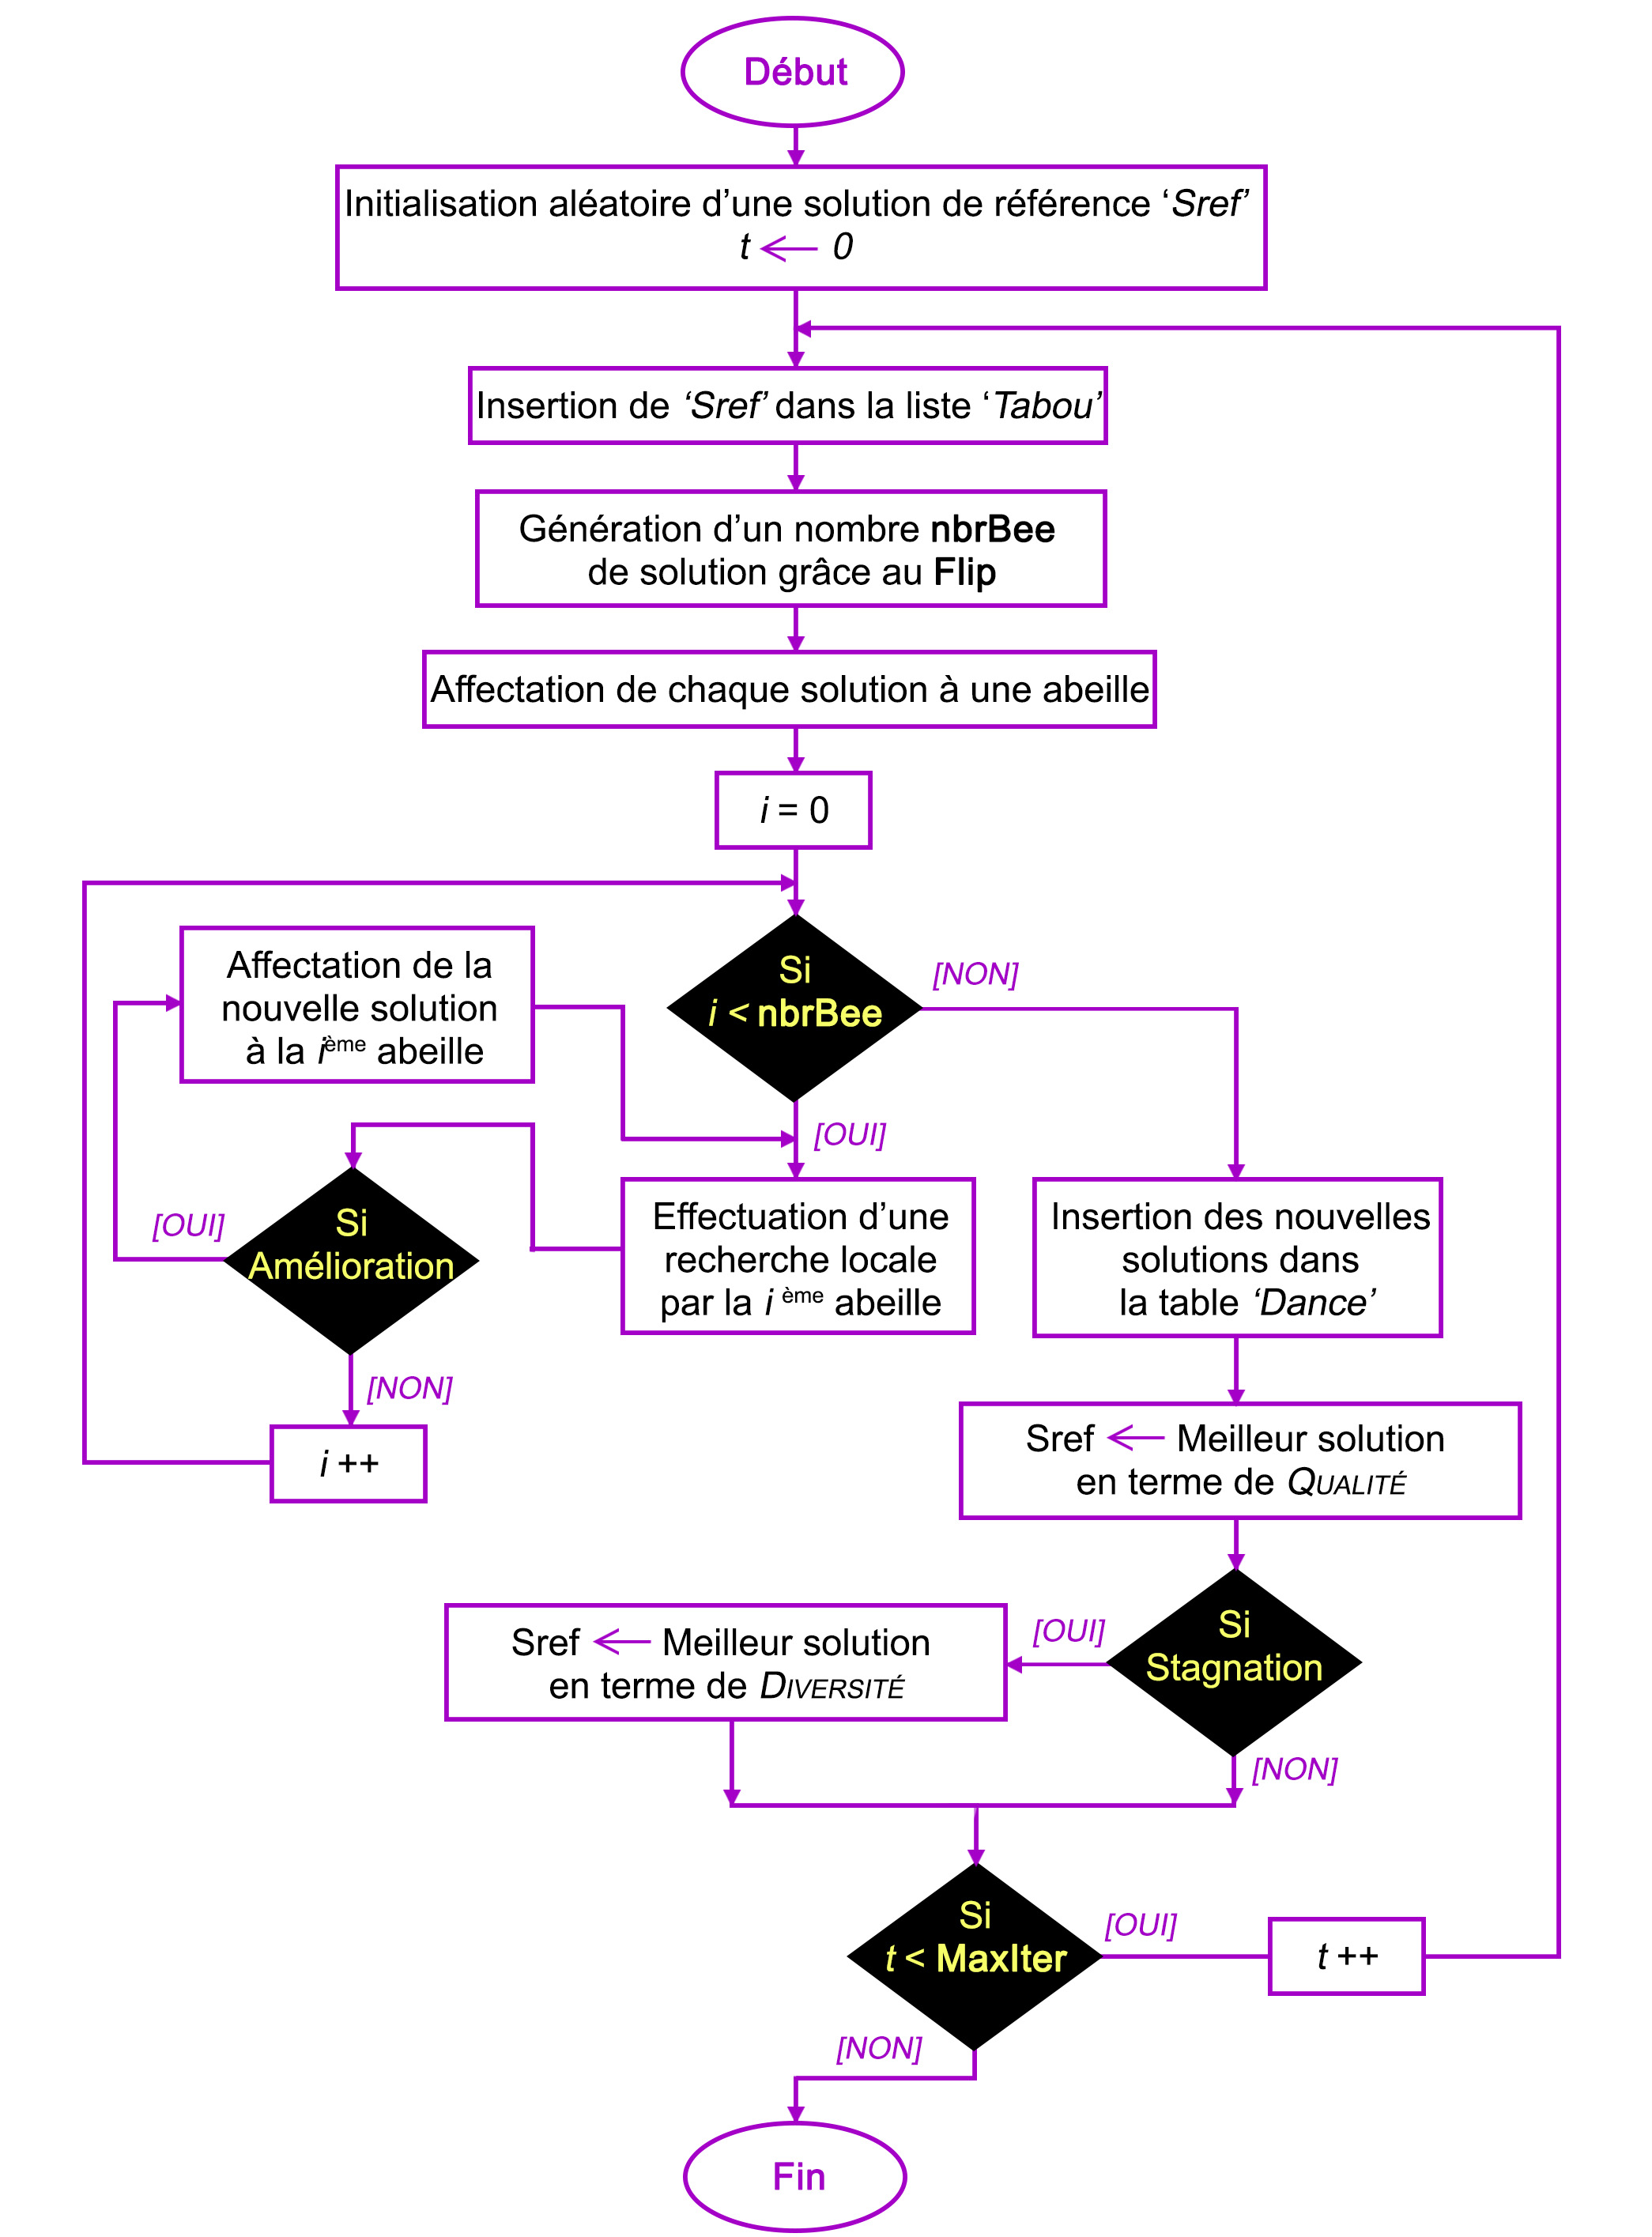 Début
Initialisation aléatoire d’une solution de référence ‘Sref’
t ← 0
Insertion de ‘Sref’ dans la liste ‘Tabou’
Génération d’un nombre nbrBee
de solution grâce au Flip
Affectation de chaque solution à une abeille
i = 0
Si
i < nbrBee
[NON]
[OUI]
Affectation de la
nouvelle solution
à la ième abeille
Si
Amélioration
[OUI]
[NON]
Effectuation d’une
recherche locale
par la i ème abeille
i ++
Insertion des nouvelles
solutions dans
la table ‘Dance’
Sref ← Meilleur solution
en terme de QUALITÉ
Si
Stagnation
[OUI]
[NON]
Sref ← Meilleur solution
en terme de DIVERSITÉ
Si
t < MaxIter
[OUI]
t ++
[NON]
Fin